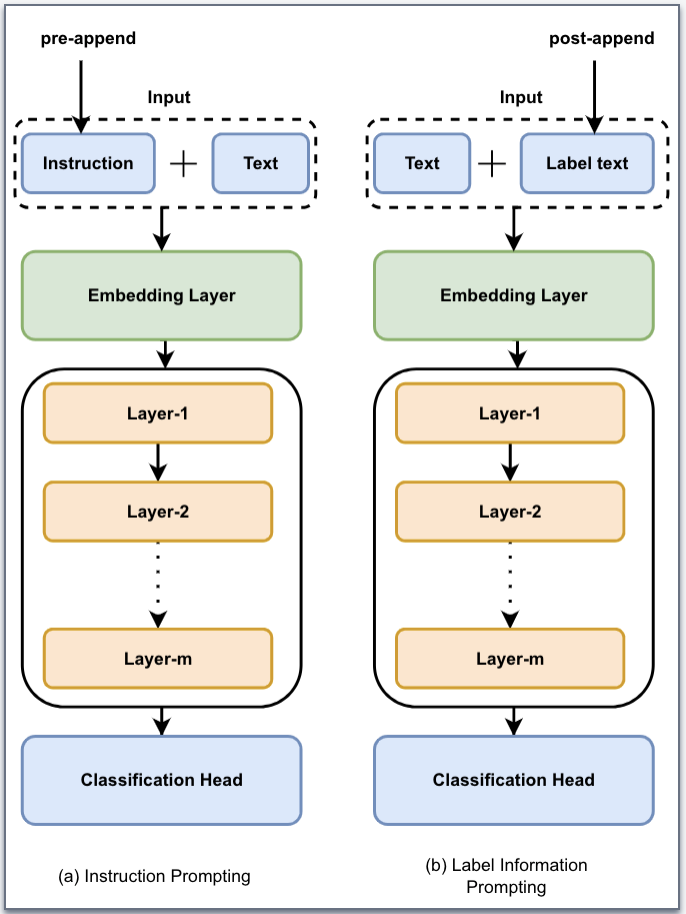 pre-append
Input
Instruction + Text
Embedding Layer
Layer-1
Layer-2
Layer-m
Classification Head
(a) Instruction Prompting
post-append
Input
Text + Label text
Embedding Layer
Layer-1
Layer-2
Layer-m
Classification Head
(b) Label Information
Prompting